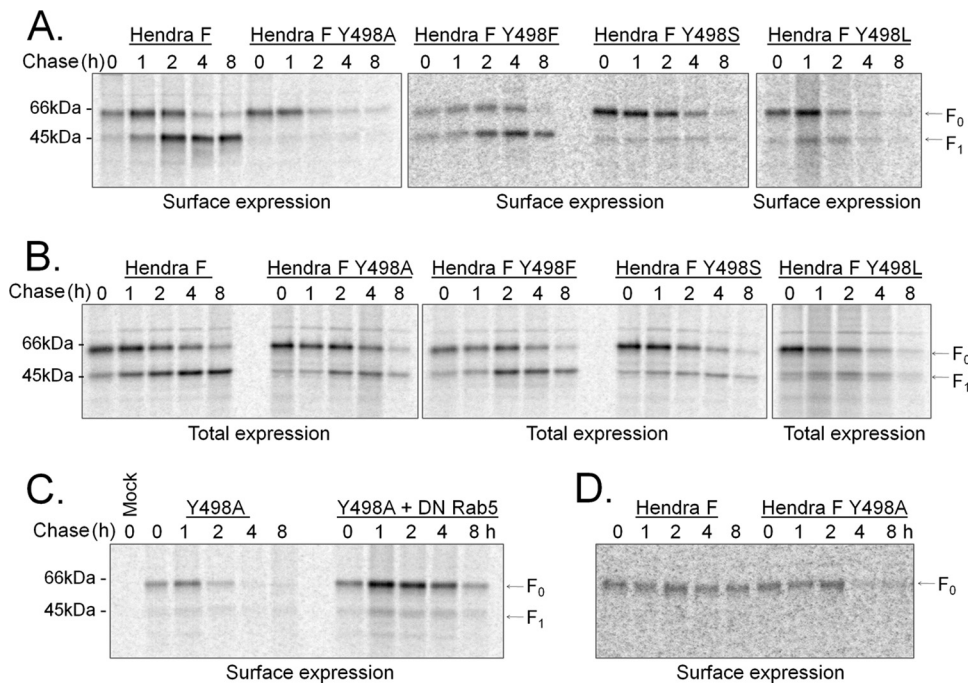 A.
Hendra F Hendra F Y498A Hendra F Y498F Hendra F Y498S Hendra F Y498L
Chase (h) 0 1 2 4 8 0 1 2 4 8 0 1 2 4 8 0 1 2 4 8 0 1 2 4 8
66kDa - F0
45kDa - F1
Surface expression Surface expression Surface expression
B.
Hendra F Hendra F Y498A Hendra F Y498F Hendra F Y498S Hendra F Y498L
Chase (h) 0 1 2 4 8 0 1 2 4 8 0 1 2 4 8 0 1 2 4 8 0 1 2 4 8
66kDa - F0
45kDa - F1
Total expression Total expression Total expression
C.
Mock Y498A Y498A + DN Rab5
Chase (h) 0 0 1 2 4 8 0 1 2 4 8 h
66kDa - F0
45kDa - F1
Surface expression
D.
Hendra F Hendra F Y498A
0 1 2 4 8 0 1 2 4 8 h
F0
Surface expression